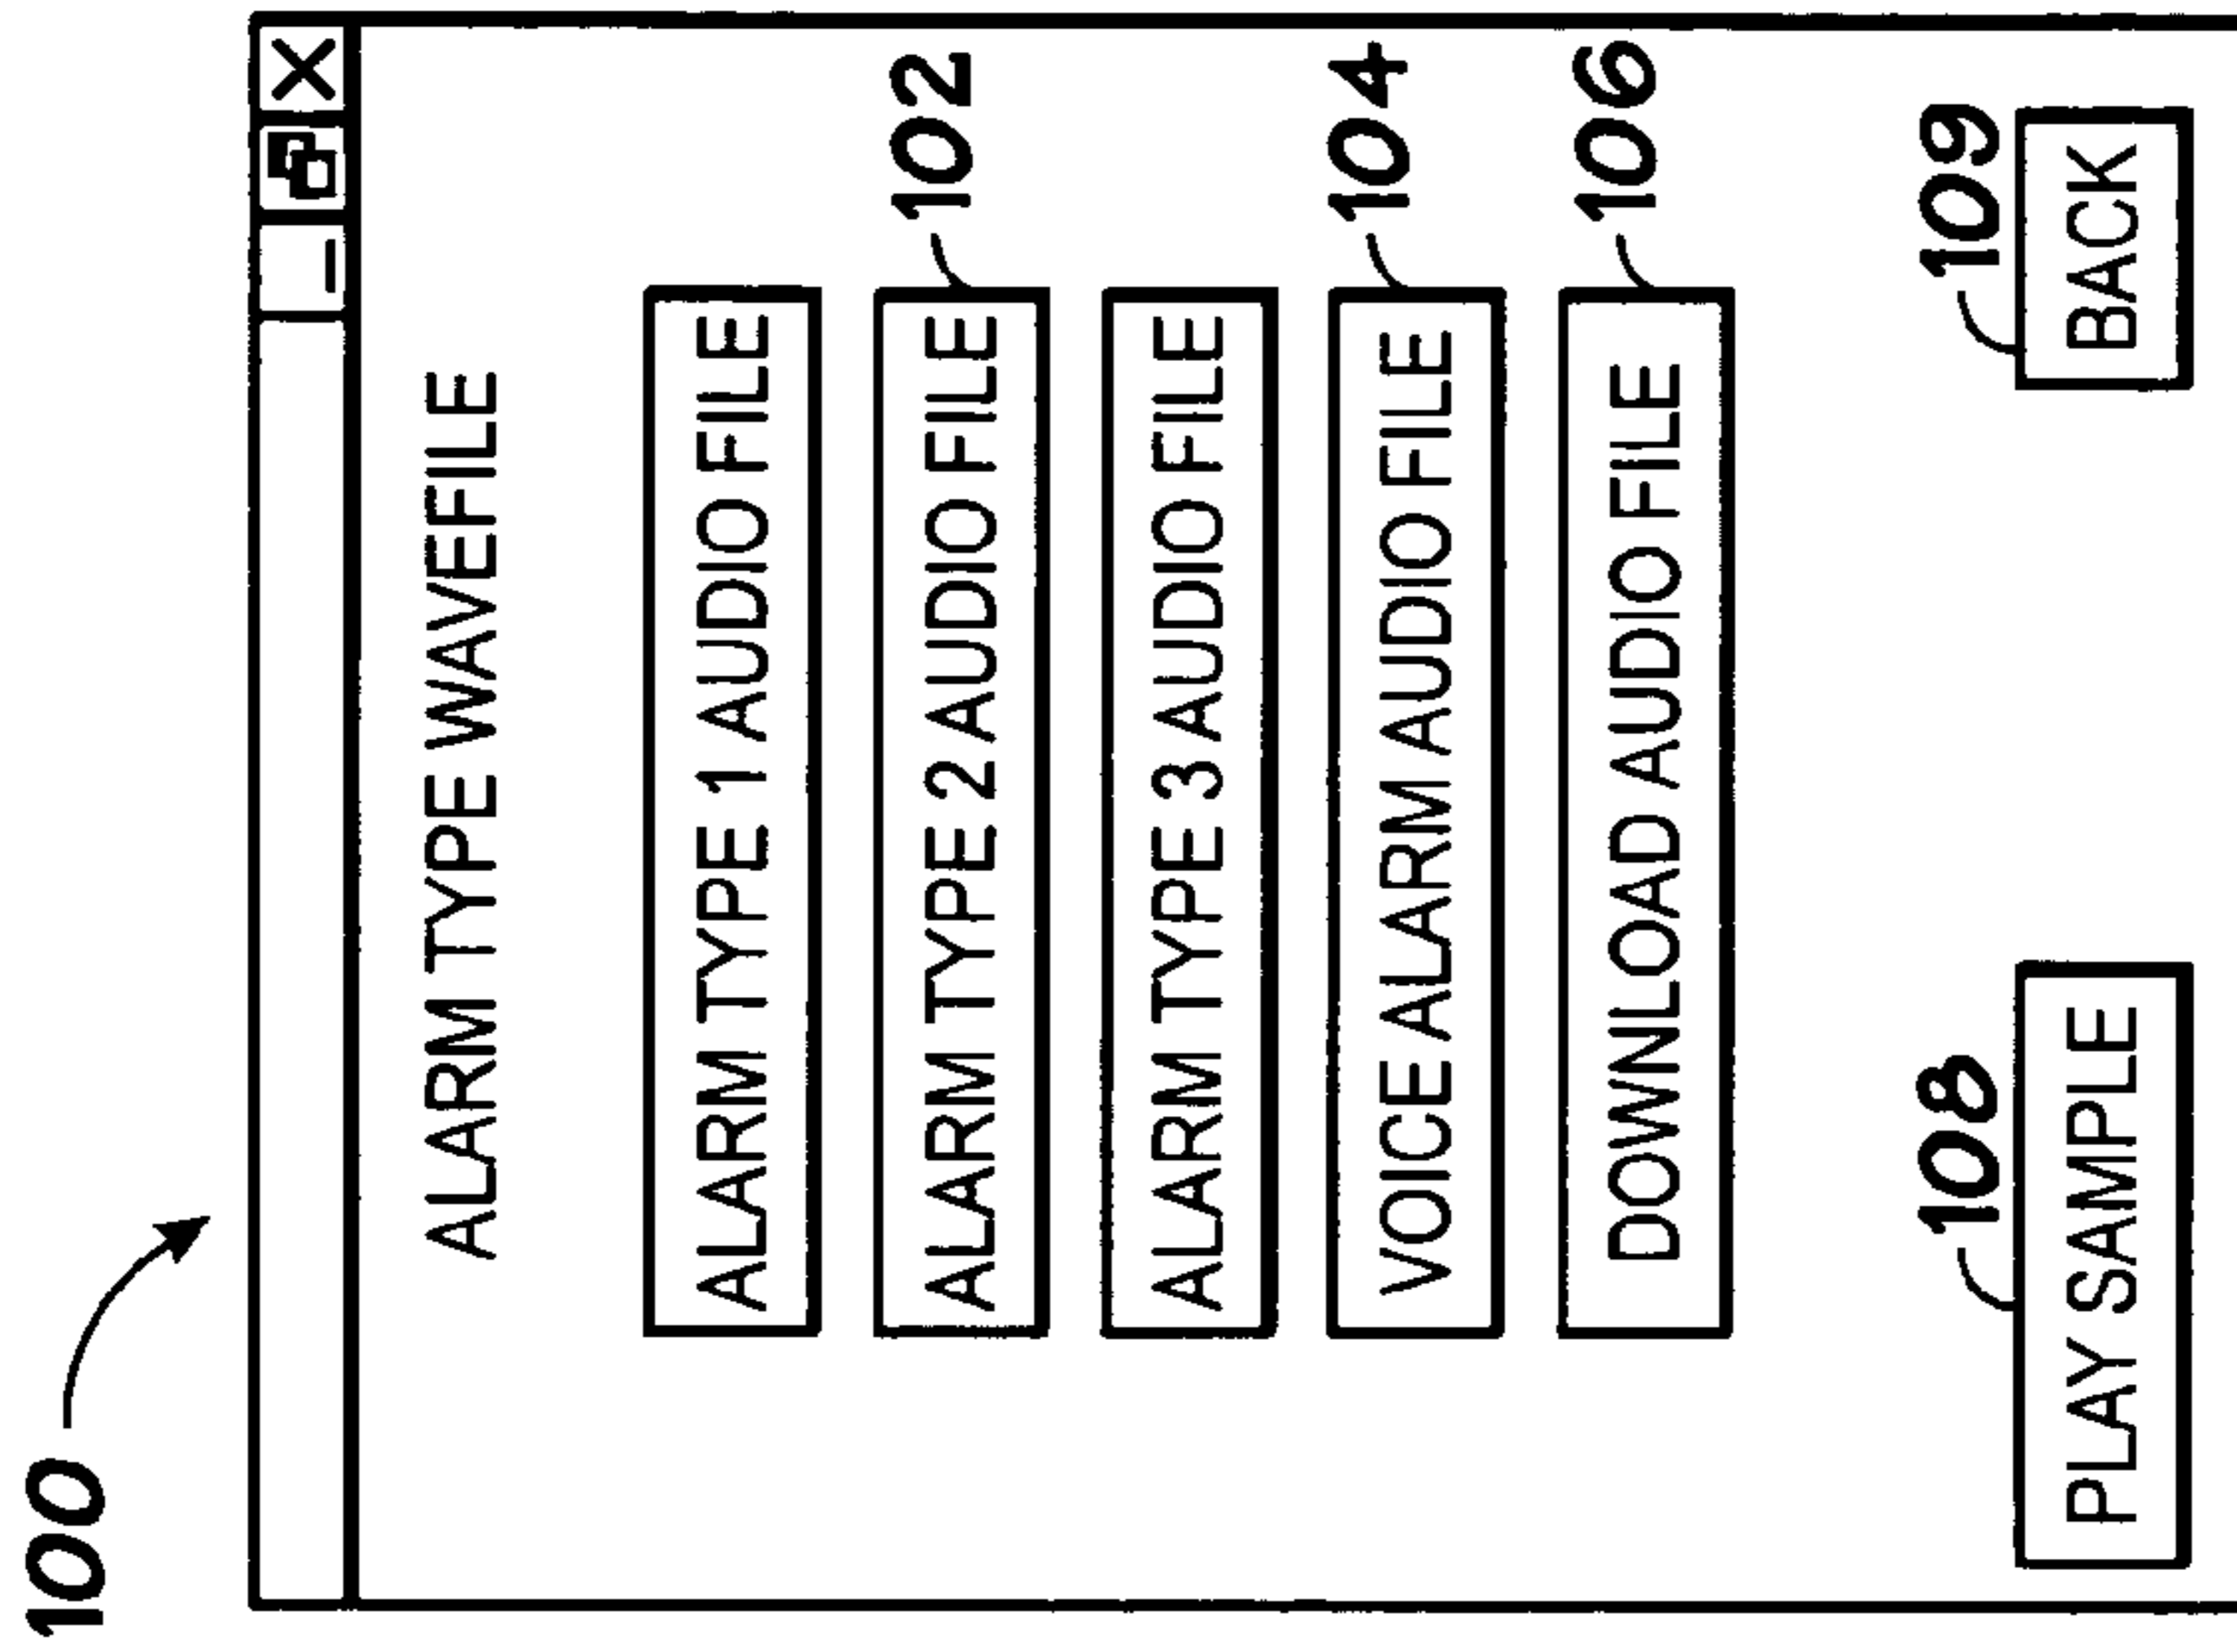 100
ALARM TYPE WAVEFILE
ALARM TYPE 1 AUDIO FILE
ALARM TYPE 2 AUDIO FILE
102
ALARM TYPE 3 AUDIO FILE
VOICE ALARM AUDIO FILE
104
DOWNLOAD AUDIO FILE
106
108
109
PLAY SAMPLE
BACK